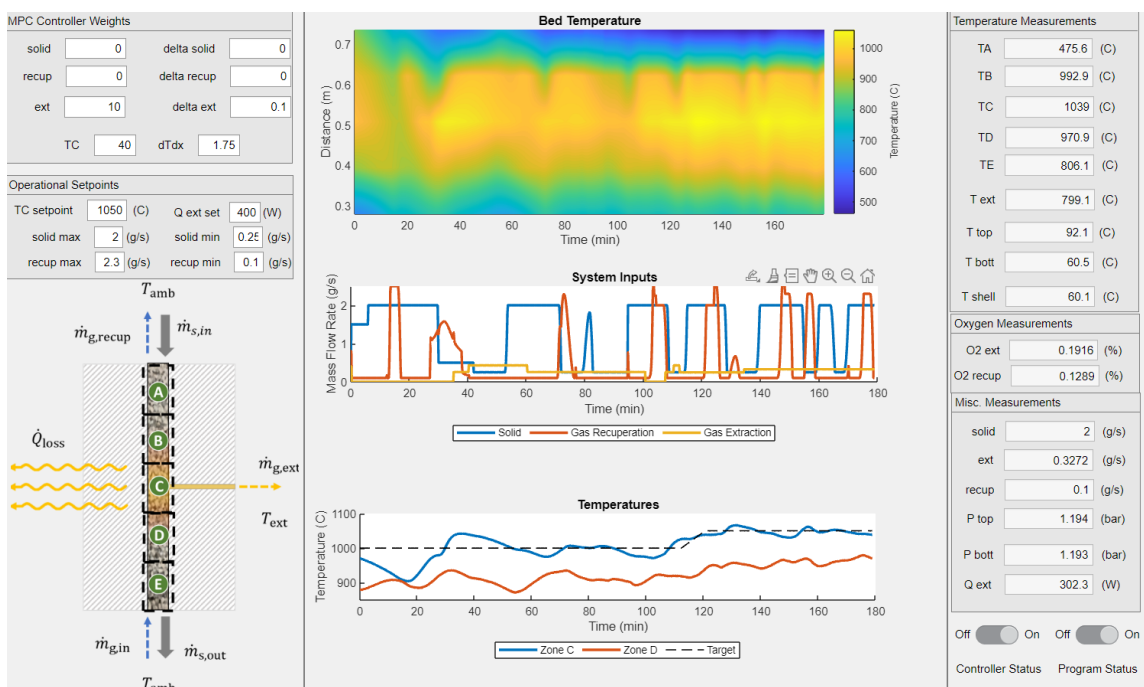 MPC Controller Weights
solid 0 delta solid 0
recup 0 delta recup 0
ext 10 delta ext 0.1
TC 40 dTdx 1.75
Operational Setpoints
TC setpoint 1050 (C) Q ext set 400 (W)
solid max 2 (g/s) solid min 0.25 (g/s)
recup max 2.3 (g/s) recup min 0.1 (g/s)
T_amb
ṁ_g,recup ṁ_s,in
A
B
Q̇_loss
C
ṁ_g,ext
T_ext
D
E
ṁ_g,in ṁ_s,out
T_amb
Bed Temperature
Distance (m)
0.7
0.6
0.5
0.4
0.3
0 20 40 60 80 100 120 140 160
Time (min)
1000
900
800
700
600
500
Temperature (C)
System Inputs
Mass Flow Rate (g/s)
2
1
0
0 20 40 60 80 100 120 140 160 180
Time (min)
Solid Gas Recuperation Gas Extraction
Temperatures
Temperature (C)
1100
1000
900
0 20 40 60 80 100 120 140 160 180
Time (min)
Zone C Zone D Target
Temperature Measurements
TA 475.6 (C)
TB 992.9 (C)
TC 1039 (C)
TD 970.9 (C)
TE 806.1 (C)
T ext 799.1 (C)
T top 92.1 (C)
T bott 60.5 (C)
T shell 60.1 (C)
Oxygen Measurements
O2 ext 0.1916 (%)
O2 recup 0.1289 (%)
Misc. Measurements
solid 2 (g/s)
ext 0.3272 (g/s)
recup 0.1 (g/s)
P top 1.194 (bar)
P bott 1.193 (bar)
Q ext 302.3 (W)
Off On Off On
Controller Status Program Status